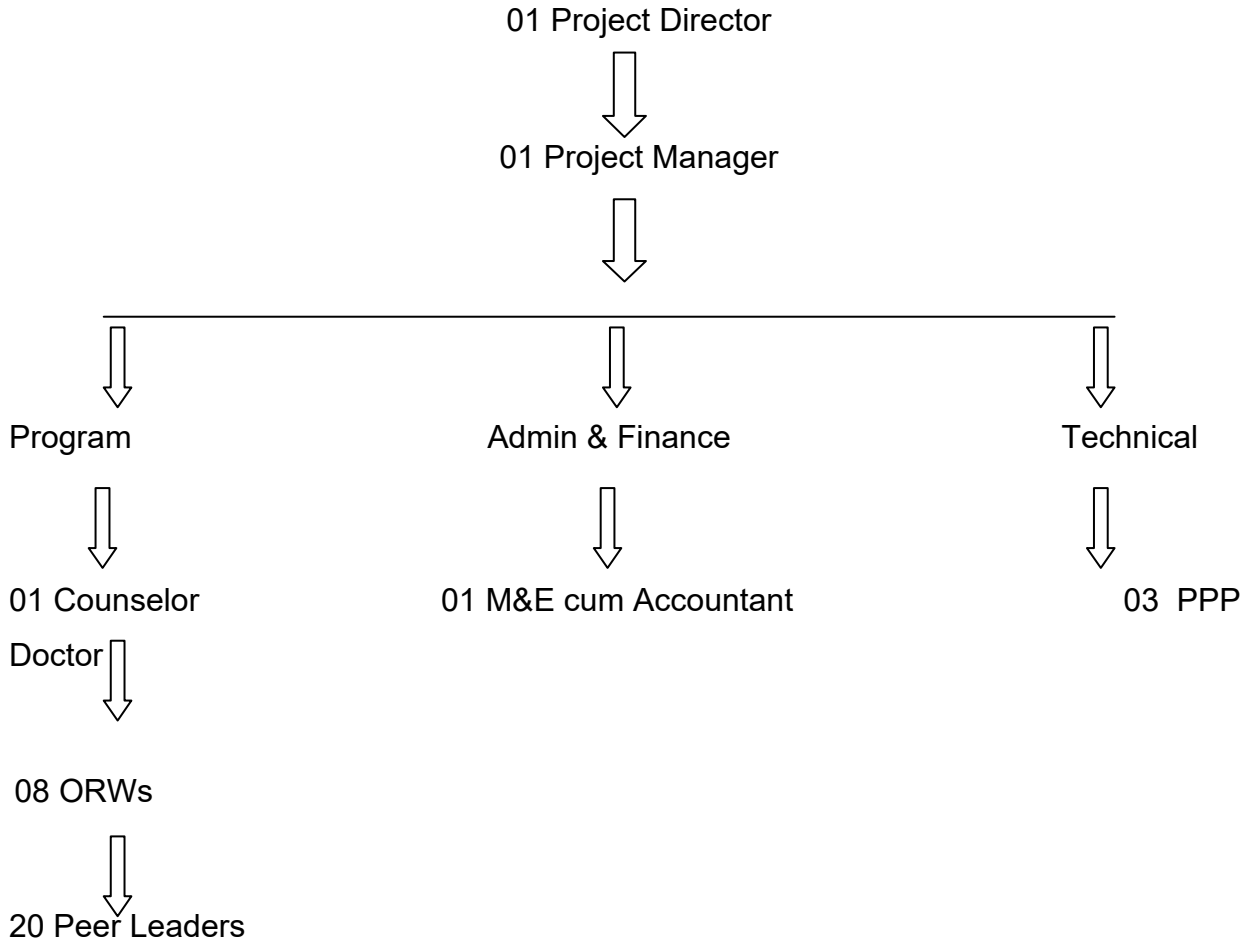 01 Project Director
01 Project Manager
Program
Admin & Finance
Technical
01 Counselor
01 M&E cum Accountant
03 PPP
Doctor
08 ORWs
20 Peer Leaders